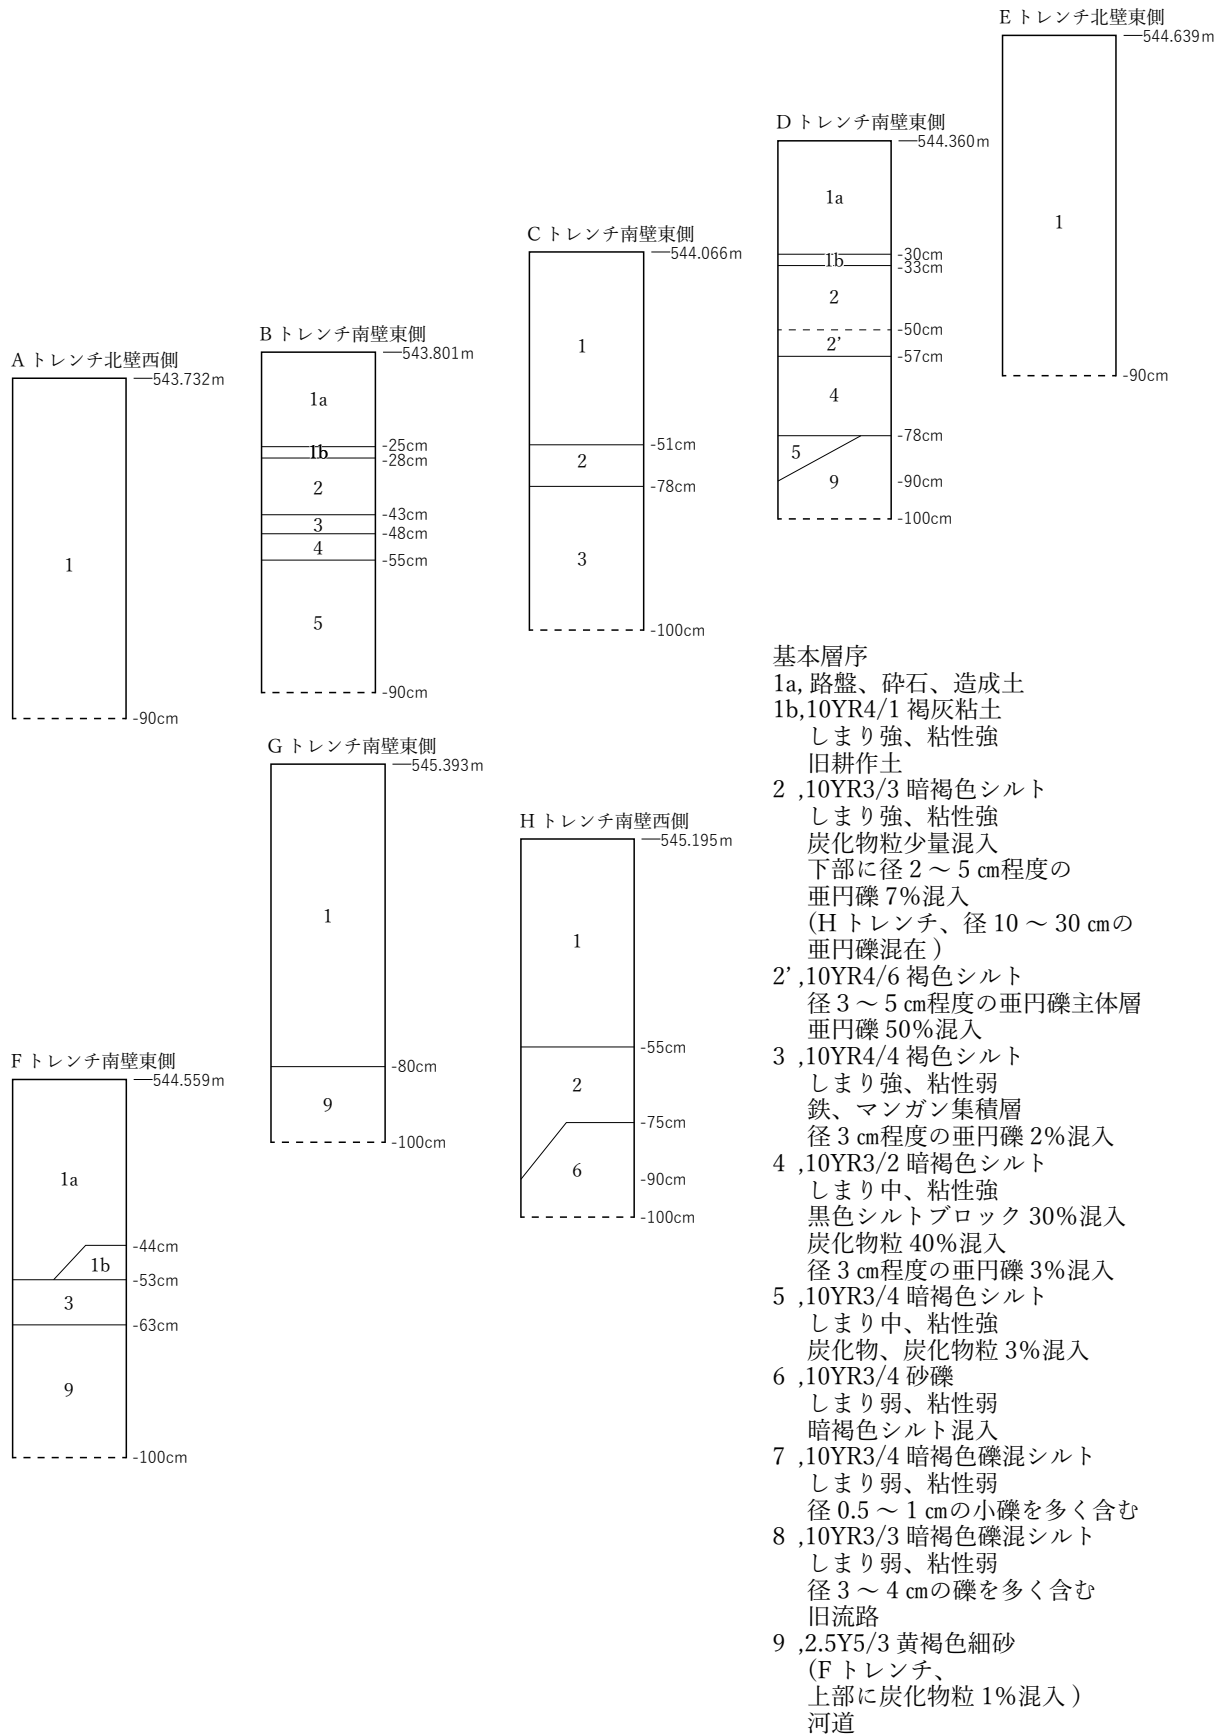 E トレンチ北壁東側
544.639m
1
-90cm
D トレンチ南壁東側
544.360m
1a
-30cm
1b
-33cm
2
-50cm
2’
-57cm
4
-78cm
5
9
-90cm
-100cm
C トレンチ南壁東側
544.066m
1
-51cm
2
-78cm
3
-100cm
B トレンチ南壁東側
543.801m
1a
-25cm
1b
-28cm
2
-43cm
3
-48cm
4
-55cm
5
-90cm
A トレンチ北壁西側
543.732m
1
-90cm
G トレンチ南壁東側
545.393m
1
-80cm
9
-100cm
H トレンチ南壁西側
545.195m
1
-55cm
2
-75cm
6
-90cm
-100cm
F トレンチ南壁東側
544.559m
1a
-44cm
1b
-53cm
3
-63cm
9
-100cm
基本層序
1a, 路盤、砕石、造成土
1b,10YR4/1 褐灰粘土
しまり強、粘性強
旧耕作土
2 ,10YR3/3 暗褐色シルト
しまり強、粘性強
炭化物粒少量混入
下部に径 2 ～ 5 ㎝程度の
亜円礫 7%混入
(H トレンチ、径 10 ～ 30 ㎝の
亜円礫混在 )
2’ ,10YR4/6 褐色シルト
径 3 ～ 5 ㎝程度の亜円礫主体層
亜円礫 50%混入
3 ,10YR4/4 褐色シルト
しまり強、粘性弱
鉄、マンガン集積層
径 3 ㎝程度の亜円礫 2%混入
4 ,10YR3/2 暗褐色シルト
しまり中、粘性強
黒色シルトブロック 30%混入
炭化物粒 40%混入
径 3 ㎝程度の亜円礫 3%混入
5 ,10YR3/4 暗褐色シルト
しまり中、粘性強
炭化物、炭化物粒 3%混入
6 ,10YR3/4 砂礫
しまり弱、粘性弱
暗褐色シルト混入
7 ,10YR3/4 暗褐色礫混シルト
しまり弱、粘性弱
径 0.5 ～ 1 ㎝の小礫を多く含む
8 ,10YR3/3 暗褐色礫混シルト
しまり弱、粘性弱
径 3 ～ 4 ㎝の礫を多く含む
旧流路
9 ,2.5Y5/3 黄褐色細砂
(F トレンチ、
上部に炭化物粒 1%混入 )
河道